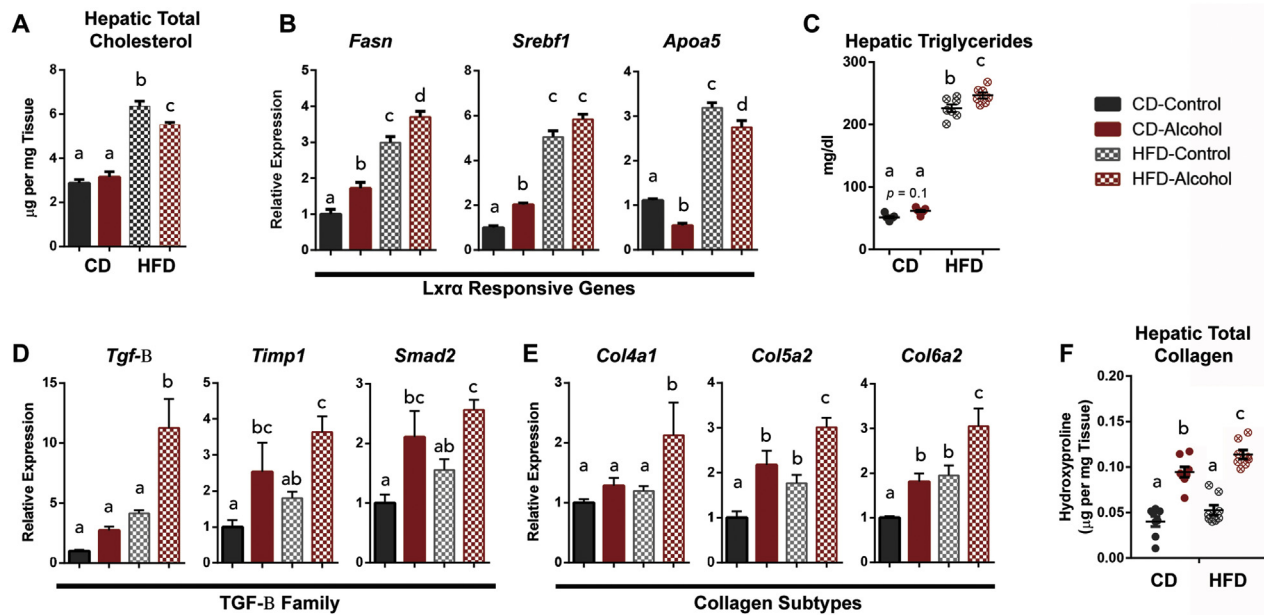 A
Hepatic Total
Cholesterol
μg per mg Tissue
8
6
4
2
0
a
a
b
c
CD
HFD
B
Fasn
Relative Expression
5
4
3
2
1
0
a
b
c
d
Srebf1
8
6
4
2
0
a
b
c
c
Apoa5
4
3
2
1
0
a
b
c
d
Lxrα Responsive Genes
C
Hepatic Triglycerides
mg/dl
300
200
100
50
0
a
a
p = 0.1
b
c
CD
HFD
CD-Control
CD-Alcohol
HFD-Control
HFD-Alcohol
D
Tgf-B
Relative Expression
15
10
5
0
a
a
a
b
Timp1
5
4
3
2
1
0
a
bc
ab
c
Smad2
3
2
1
0
a
bc
ab
c
TGF-B Family
E
Col4a1
Relative Expression
3
2
1
0
a
a
a
b
Col5a2
4
3
2
1
0
a
b
b
c
Col6a2
4
3
2
1
0
a
b
b
c
Collagen Subtypes
F
Hepatic Total
Collagen
Hydroxyproline
(μg per mg Tissue)
0.20
0.15
0.10
0.05
0.00
a
b
a
c
CD
HFD